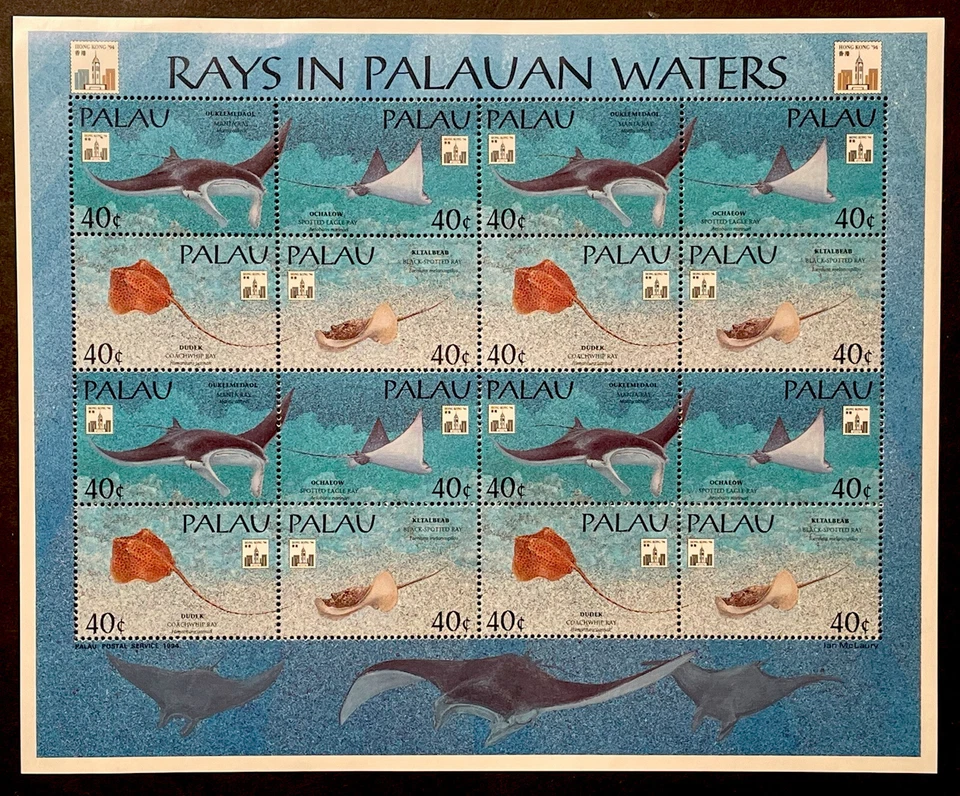 HONG KONG '94
香港
RAYS IN PALAUAN WATERS
HONG KONG '94
香港
PALAU
OUKLEMEDAOL
MANTA RAY
40¢
PALAU
OCHAEOW
SPOTTED EAGLE RAY
40¢
PALAU
OUKLEMEDAOL
MANTA RAY
40¢
PALAU
OCHAEOW
SPOTTED EAGLE RAY
40¢
PALAU
DUDEK
COACHWHIP RAY
40¢
PALAU
KETALBEAB
BLACK-SPOTTED RAY
40¢
PALAU
DUDEK
COACHWHIP RAY
40¢
PALAU
KETALBEAB
BLACK-SPOTTED RAY
40¢
PALAU
OUKLEMEDAOL
MANTA RAY
40¢
PALAU
OCHAEOW
SPOTTED EAGLE RAY
40¢
PALAU
OUKLEMEDAOL
MANTA RAY
40¢
PALAU
OCHAEOW
SPOTTED EAGLE RAY
40¢
PALAU
DUDEK
COACHWHIP RAY
40¢
PALAU
KETALBEAB
BLACK-SPOTTED RAY
40¢
PALAU
DUDEK
COACHWHIP RAY
40¢
PALAU
KETALBEAB
BLACK-SPOTTED RAY
40¢
PALAU POSTAL SERVICE 1994
Ian McLaury